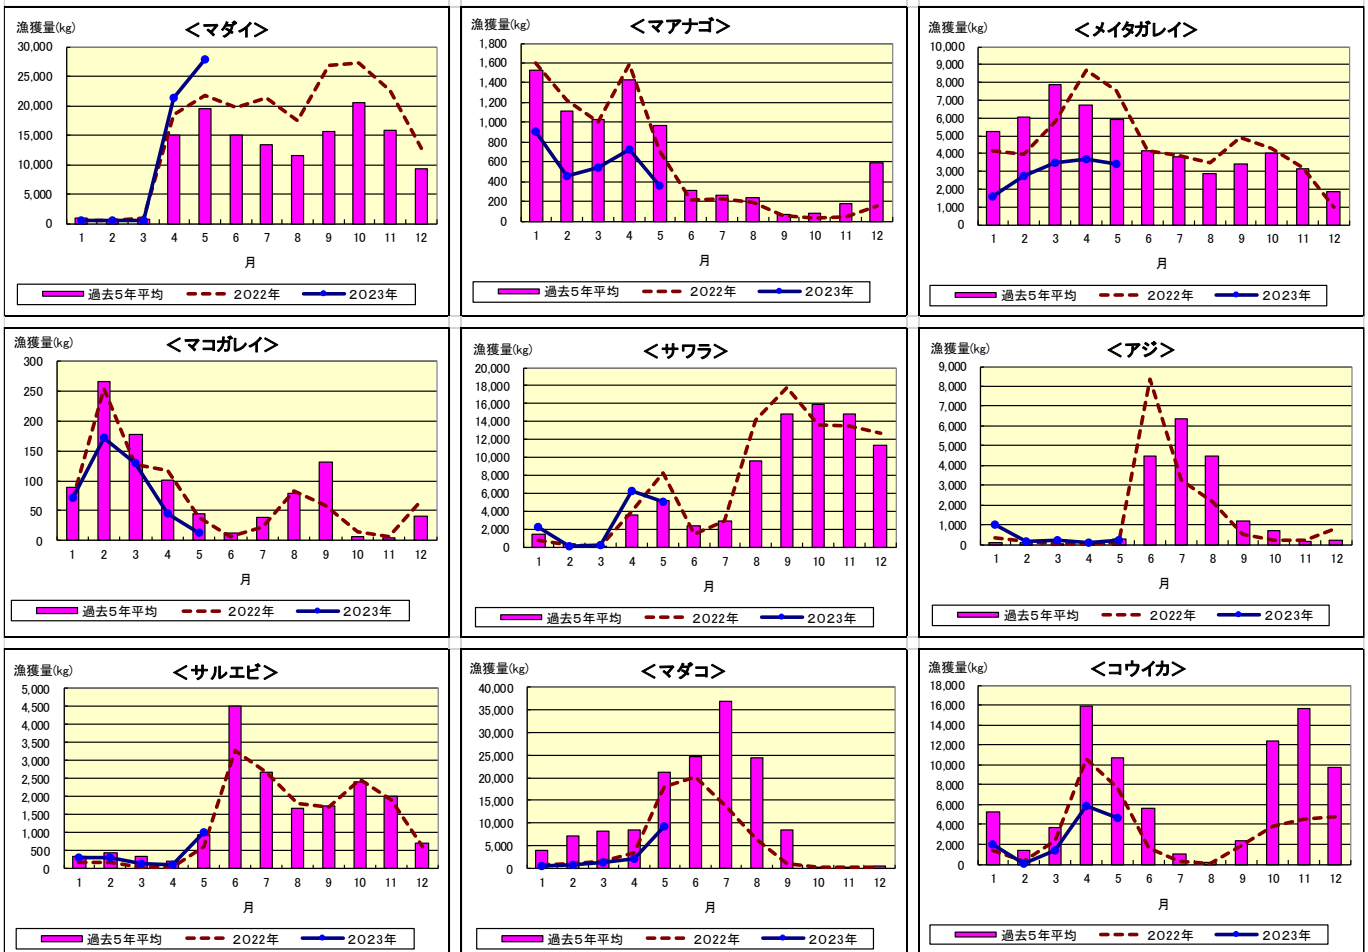 漁獲量(kg)
＜マダイ＞
30,000
25,000
20,000
15,000
10,000
5,000
0
1 2 3 4 5 6 7 8 9 10 11 12
月
過去5年平均 2022年 2023年
漁獲量(kg)
＜マアナゴ＞
1,800
1,600
1,400
1,200
1,000
800
600
400
200
0
1 2 3 4 5 6 7 8 9 10 11 12
月
過去5年平均 2022年 2023年
漁獲量(kg)
＜メイタガレイ＞
10,000
9,000
8,000
7,000
6,000
5,000
4,000
3,000
2,000
1,000
0
1 2 3 4 5 6 7 8 9 10 11 12
月
過去5年平均 2022年 2023年
漁獲量(kg)
＜マコガレイ＞
300
250
200
150
100
50
0
1 2 3 4 5 6 7 8 9 10 11 12
月
過去5年平均 2022年 2023年
漁獲量(kg)
＜サワラ＞
20,000
18,000
16,000
14,000
12,000
10,000
8,000
6,000
4,000
2,000
0
1 2 3 4 5 6 7 8 9 10 11 12
月
過去5年平均 2022年 2023年
漁獲量(kg)
＜アジ＞
9,000
8,000
7,000
6,000
5,000
4,000
3,000
2,000
1,000
0
1 2 3 4 5 6 7 8 9 10 11 12
月
過去5年平均 2022年 2023年
漁獲量(kg)
＜サルエビ＞
5,000
4,500
4,000
3,500
3,000
2,500
2,000
1,500
1,000
500
0
1 2 3 4 5 6 7 8 9 10 11 12
月
過去5年平均 2022年 2023年
漁獲量(kg)
＜マダコ＞
40,000
35,000
30,000
25,000
20,000
15,000
10,000
5,000
0
1 2 3 4 5 6 7 8 9 10 11 12
月
過去5年平均 2022年 2023年
漁獲量(kg)
＜コウイカ＞
18,000
16,000
14,000
12,000
10,000
8,000
6,000
4,000
2,000
0
1 2 3 4 5 6 7 8 9 10 11 12
月
過去5年平均 2022年 2023年